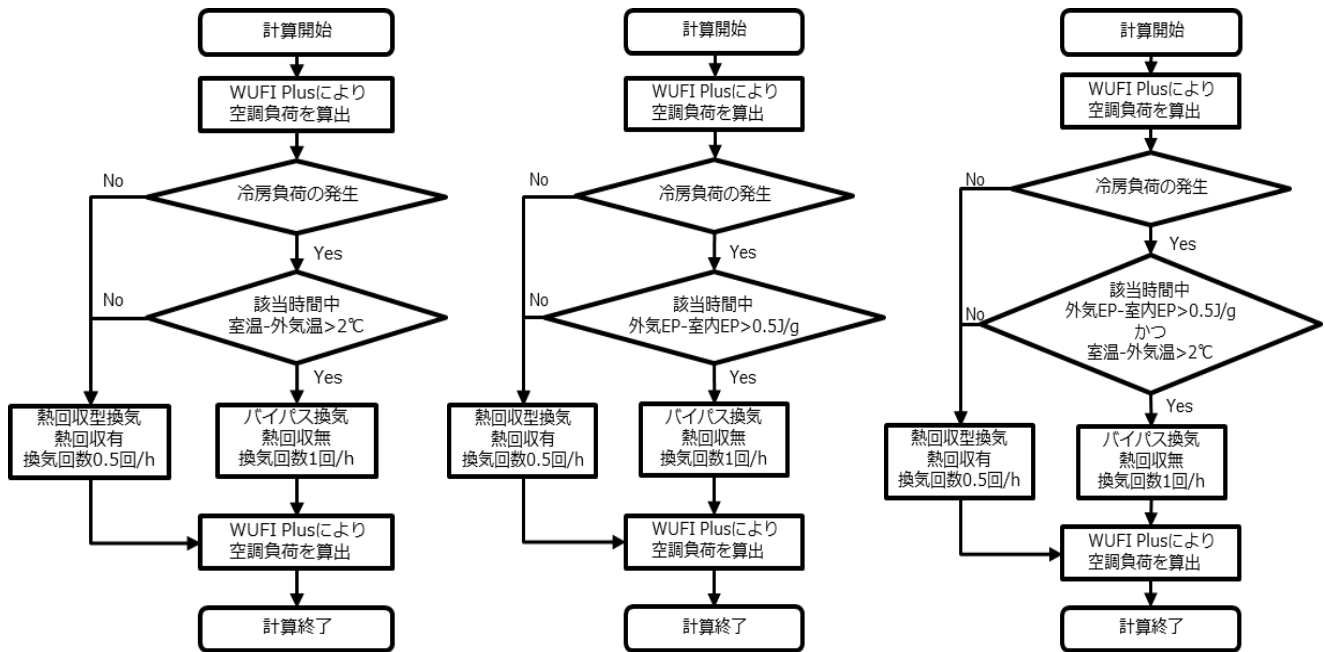 計算開始
WUFI Plusにより
空調負荷を算出
冷房負荷の発生
No
Yes
該当時間中
室温-外気温>2℃
No
Yes
熱回収型換気
熱回収有
換気回数0.5回/h
バイパス換気
熱回収無
換気回数1回/h
WUFI Plusにより
空調負荷を算出
計算終了
計算開始
WUFI Plusにより
空調負荷を算出
冷房負荷の発生
No
Yes
該当時間中
外気EP-室内EP>0.5J/g
No
Yes
熱回収型換気
熱回収有
換気回数0.5回/h
バイパス換気
熱回収無
換気回数1回/h
WUFI Plusにより
空調負荷を算出
計算終了
計算開始
WUFI Plusにより
空調負荷を算出
冷房負荷の発生
No
Yes
該当時間中
外気EP-室内EP>0.5J/g
かつ
室温-外気温>2℃
No
Yes
熱回収型換気
熱回収有
換気回数0.5回/h
バイパス換気
熱回収無
換気回数1回/h
WUFI Plusにより
空調負荷を算出
計算終了